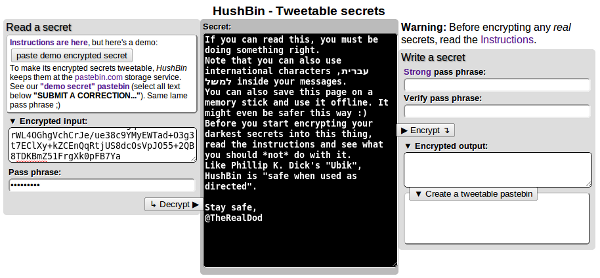 HushBin - Tweetable secrets
Read a secret
Instructions are here, but here's a demo:
paste demo encrypted secret
To make its encrypted secrets tweetable, HushBin
keeps them at the pastebin.com storage service.
See our "demo secret" pastebin (select all text
below "SUBMIT A CORRECTION..."). Same lame
pass phrase ;)
▼ Encrypted input:
rWL4OGhgVchCrJe/ue38c9YMyEWTad+O3g3
t7EClXy+kZCEnQqRtjUS8dcOsVpJO55+2QB
8TDKBmZ51FrgXk0pFB7Ya
Pass phrase:
•••••••••
↳ Decrypt ▶
Secret:
If you can read this, you must be
doing something right.
Note that you can also use
international characters עברית,
למשל inside your messages.
You can also save this page on a
memory stick and use it offline. It
might even be safer this way :)
Before you start encrypting your
darkest secrets into this thing,
read the instructions and see what
you should *not* do with it.
Like Phillip K. Dick's "Ubik",
HushBin is "safe when used as
directed".
Stay safe,
@TheRealDod
Warning: Before encrypting any real
secrets, read the Instructions.
Write a secret
Strong pass phrase:
Verify pass phrase:
▶ Encrypt ↴
▼ Encrypted output:
▼ Create a tweetable pastebin